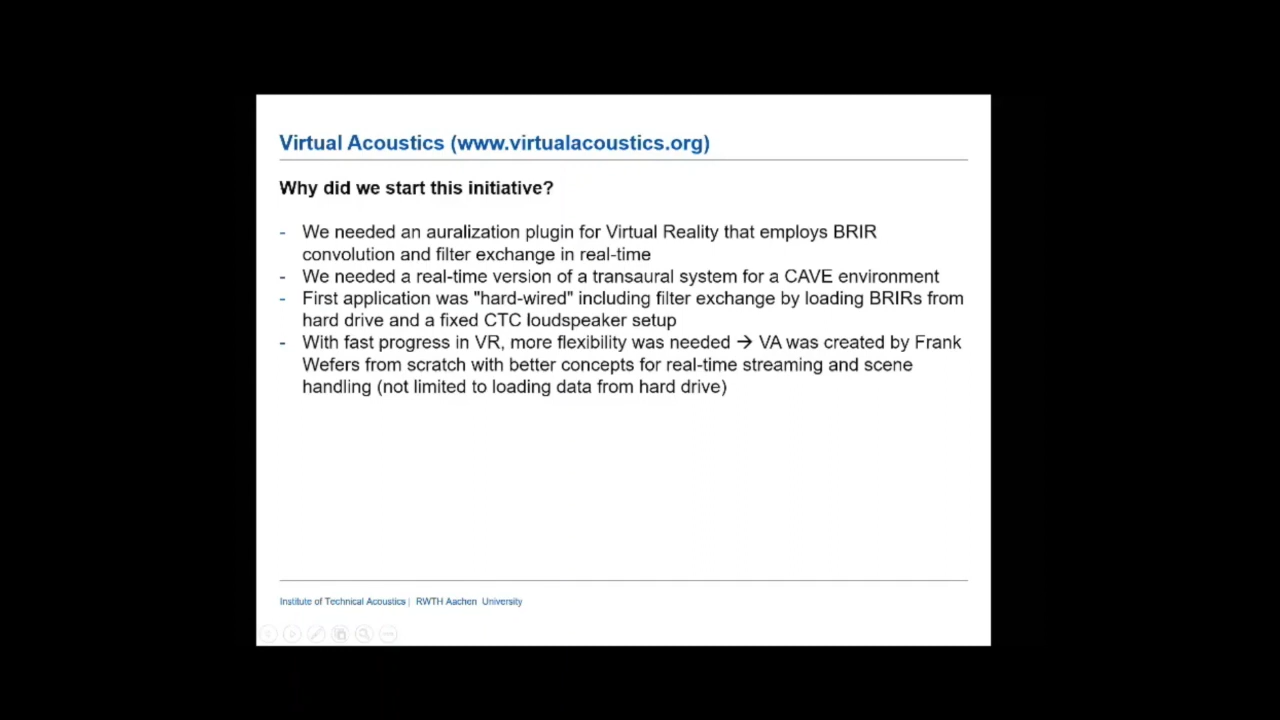 Virtual Acoustics (www.virtualacoustics.org)
Why did we start this initiative?
- We needed an auralization plugin for Virtual Reality that employs BRIR
convolution and filter exchange in real-time
- We needed a real-time version of a transaural system for a CAVE environment
- First application was "hard-wired" including filter exchange by loading BRIRs from
hard drive and a fixed CTC loudspeaker setup
- With fast progress in VR, more flexibility was needed → VA was created by Frank
Wefers from scratch with better concepts for real-time streaming and scene
handling (not limited to loading data from hard drive)
Institute of Technical Acoustics | RWTH Aachen University